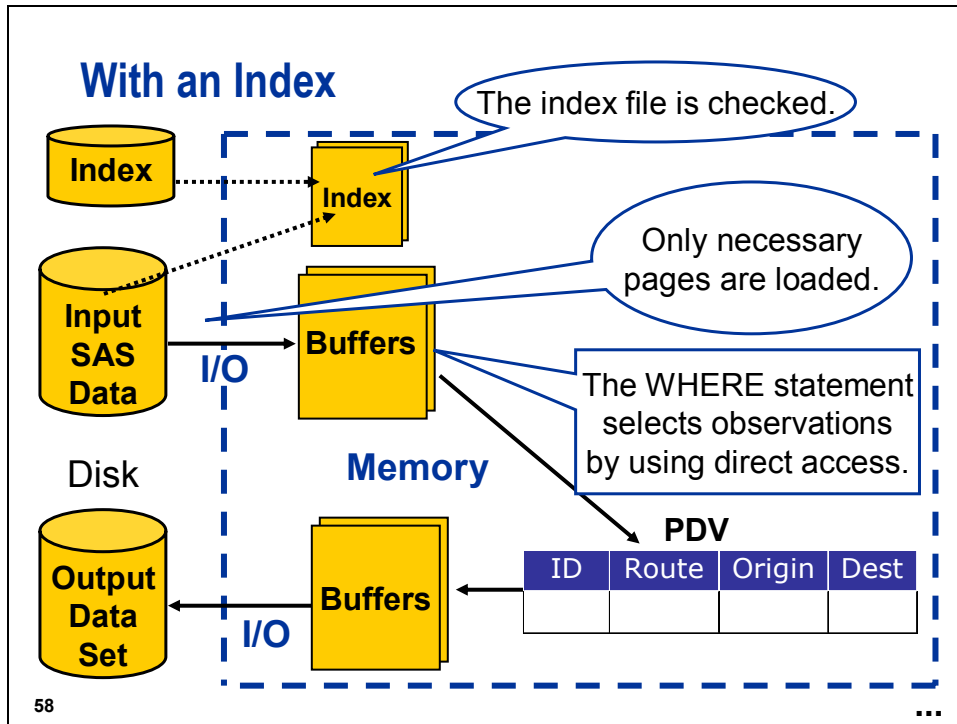 With an Index
The index file is checked.
Index
Index
Only necessary
pages are loaded.
Input
SAS
Data
I/O
Buffers
The WHERE statement
selects observations
by using direct access.
Disk
Memory
PDV
ID Route Origin Dest
Output
Data
Set
I/O
Buffers
58
...